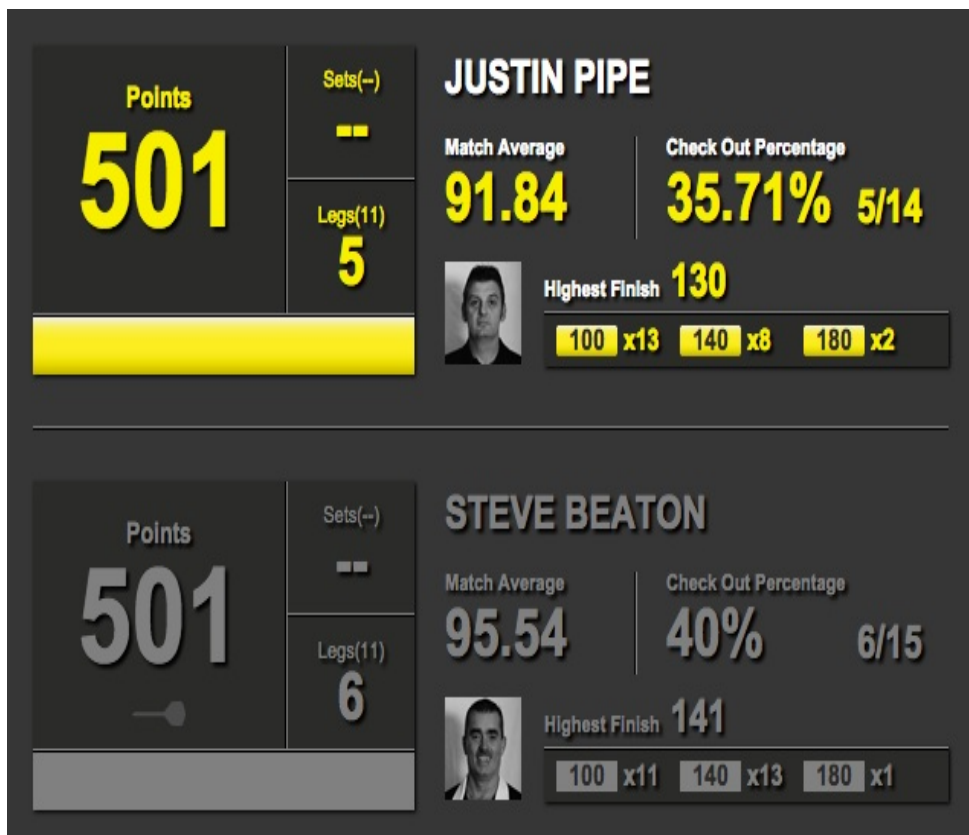 JUSTIN PIPE
Points
501
Sets(--)
--
Legs(11)
5
Match Average
91.84
Check Out Percentage
35.71% 5/14
Highest Finish 130
100 x13 140 x8 180 x2
STEVE BEATON
Points
501
Sets(--)
--
Legs(11)
6
Match Average
95.54
Check Out Percentage
40% 6/15
Highest Finish 141
100 x11 140 x13 180 x1